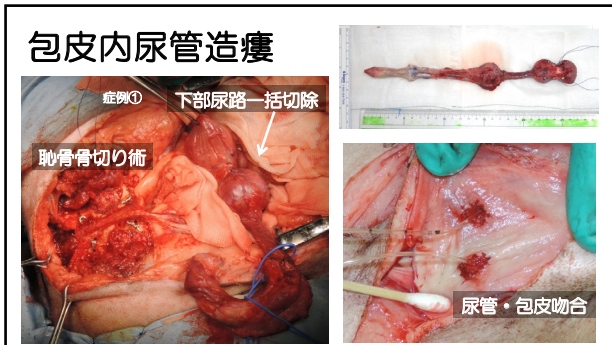 包皮内尿管造瘻
症例①
下部尿路一括切除
恥骨骨切り術
尿管・包皮吻合